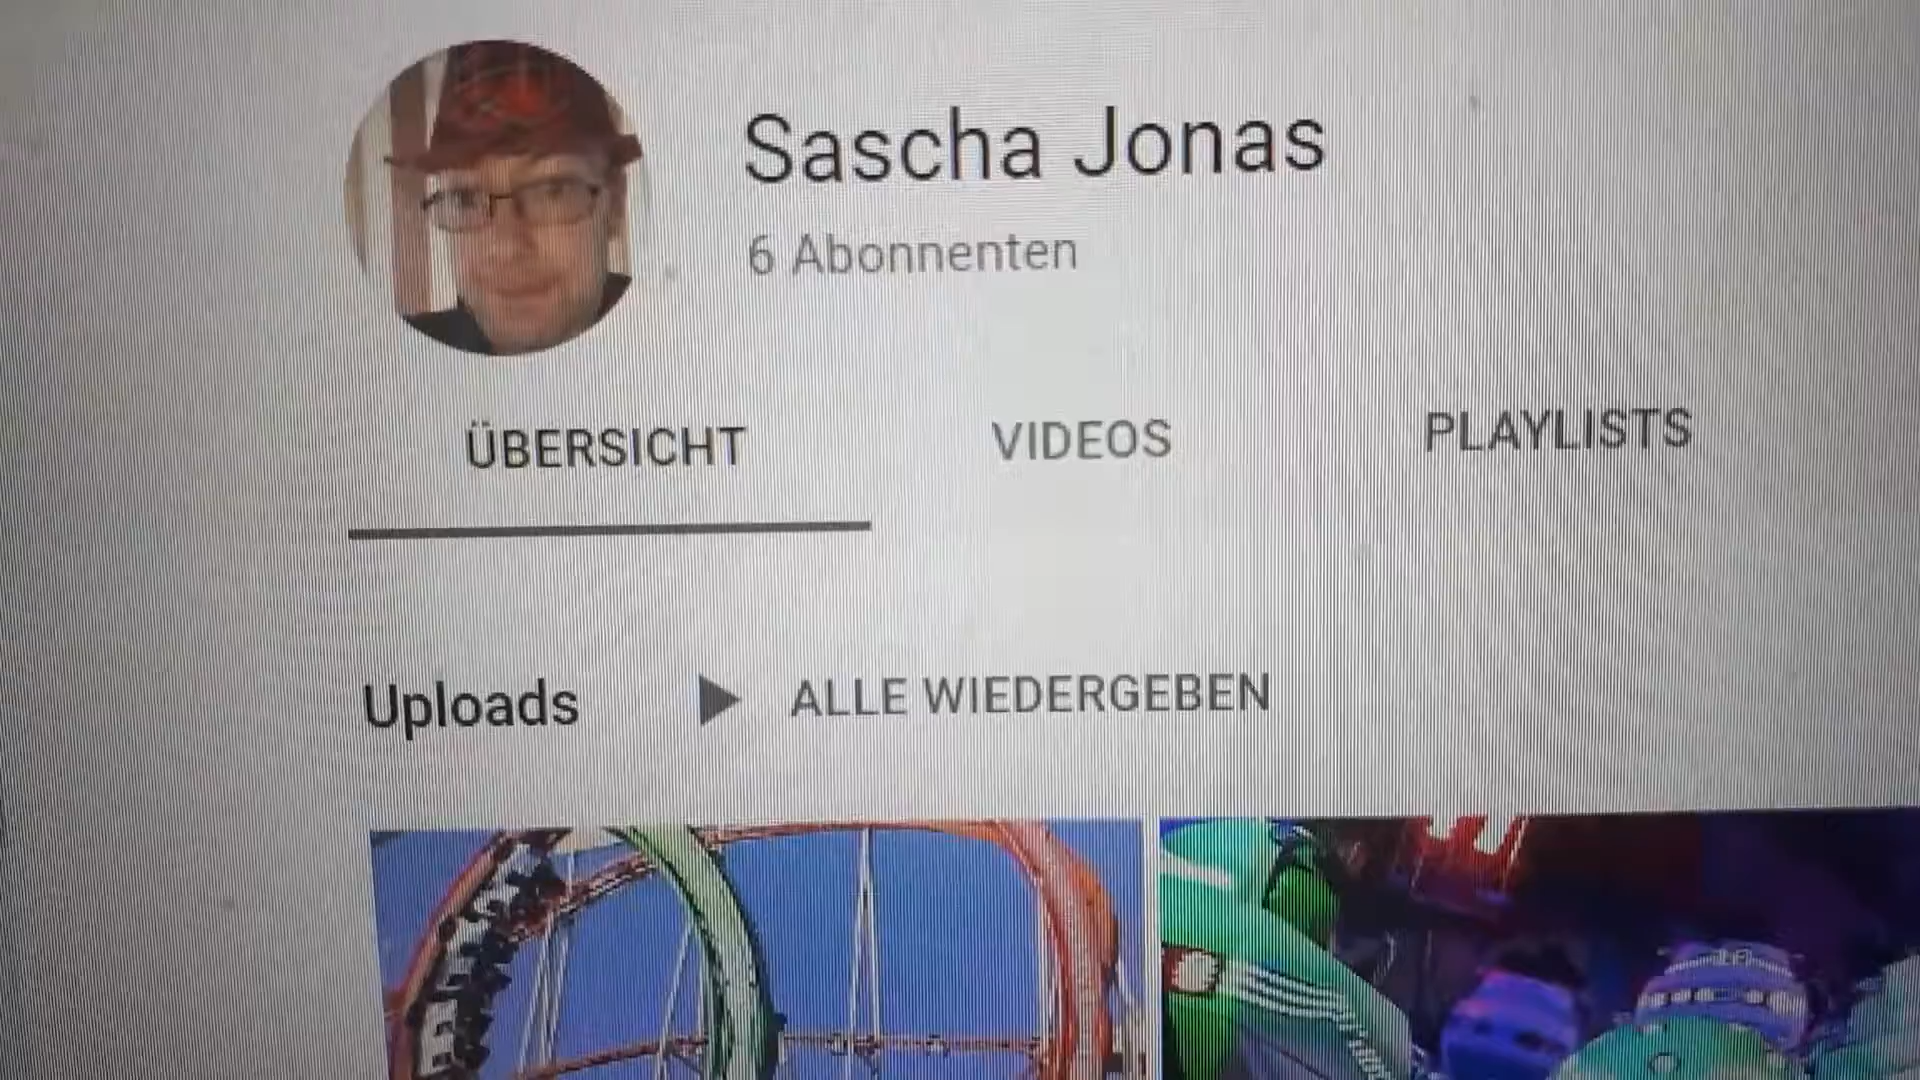 Sascha Jonas
6 Abonnenten
ÜBERSICHT VIDEOS PLAYLISTS
Uploads ALLE WIEDERGEBEN